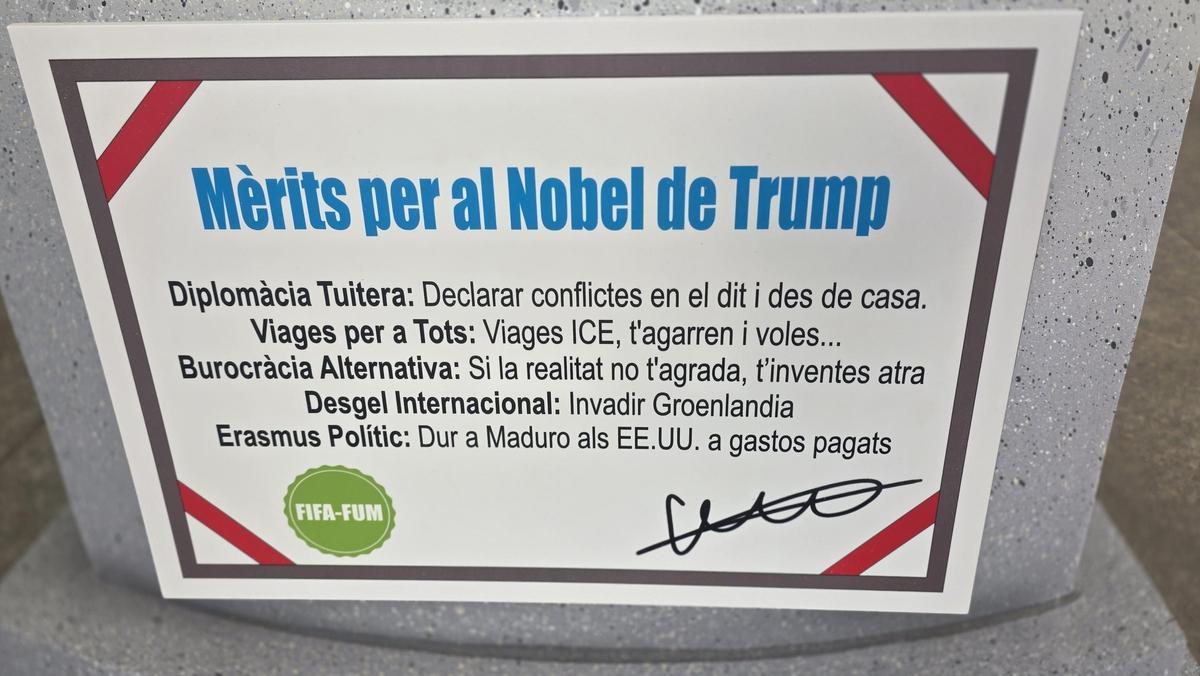 Mèrits per al Nobel de Trump
Diplomàcia Tuitera: Declarar conflictes en el dit i des de casa.
Viages per a Tots: Viages ICE, t'agarren i voles...
Burocràcia Alternativa: Si la realitat no t'agrada, t'inventes atra
Desgel Internacional: Invadir Groenlandia
Erasmus Polític: Dur a Maduro als EE.UU. a gastos pagats
FIFA-FUM